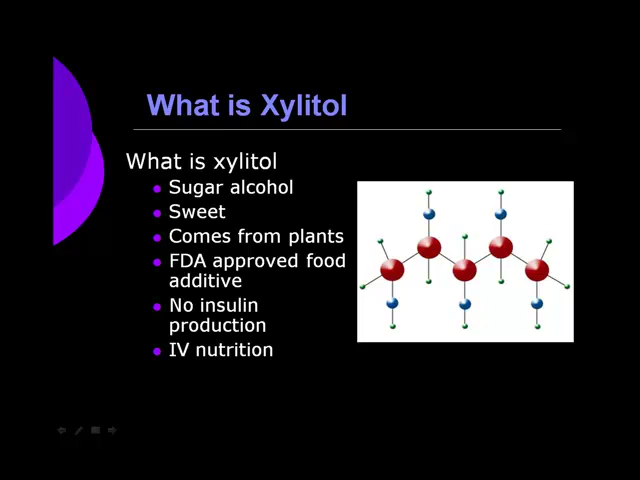 What is Xylitol
What is xylitol
Sugar alcohol
Sweet
Comes from plants
FDA approved food
additive
No insulin
production
IV nutrition